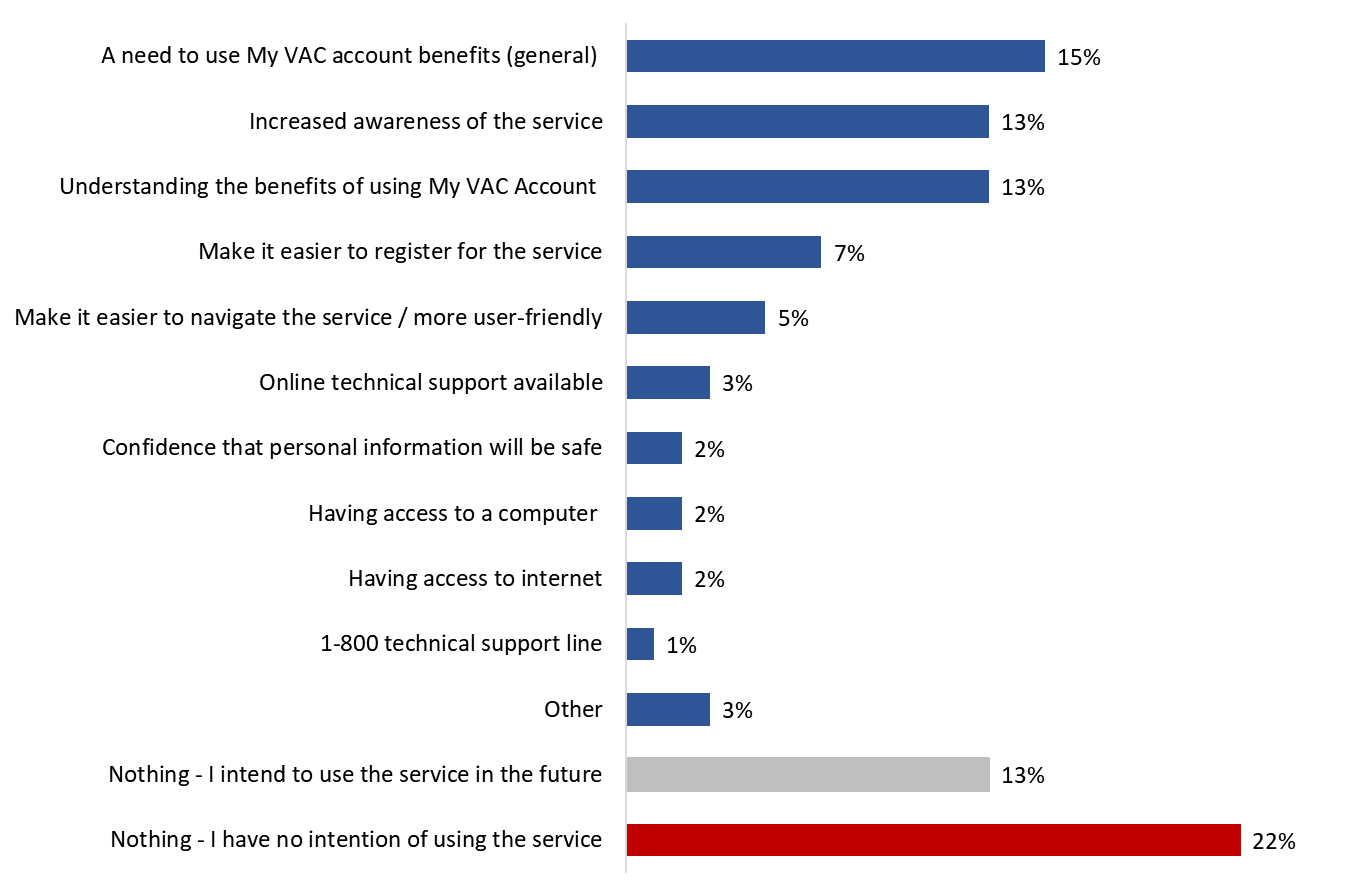 A need to use My VAC account benefits (general) 15%
Increased awareness of the service 13%
Understanding the benefits of using My VAC Account 13%
Make it easier to register for the service 7%
Make it easier to navigate the service / more user-friendly 5%
Online technical support available 3%
Confidence that personal information will be safe 2%
Having access to a computer 2%
Having access to internet 2%
1-800 technical support line 1%
Other 3%
Nothing - I intend to use the service in the future 13%
Nothing - I have no intention of using the service 22%